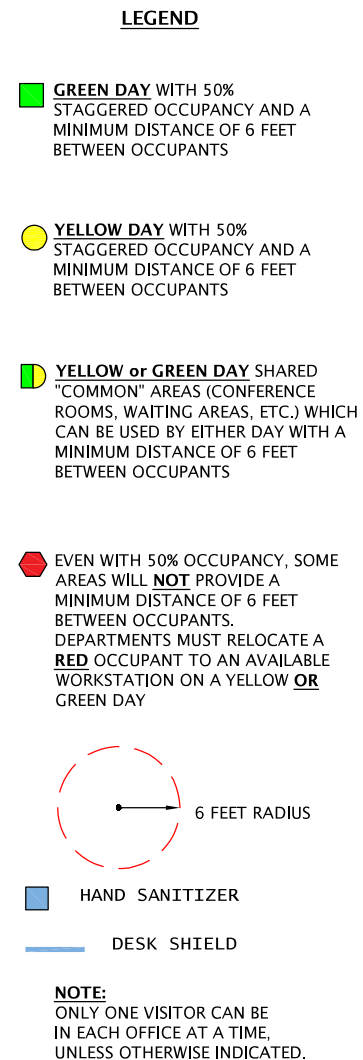 LEGEND
GREEN DAY WITH 50%
STAGGERED OCCUPANCY AND A
MINIMUM DISTANCE OF 6 FEET
BETWEEN OCCUPANTS
YELLOW DAY WITH 50%
STAGGERED OCCUPANCY AND A
MINIMUM DISTANCE OF 6 FEET
BETWEEN OCCUPANTS
YELLOW or GREEN DAY SHARED
"COMMON" AREAS (CONFERENCE
ROOMS, WAITING AREAS, ETC.) WHICH
CAN BE USED BY EITHER DAY WITH A
MINIMUM DISTANCE OF 6 FEET
BETWEEN OCCUPANTS
EVEN WITH 50% OCCUPANCY, SOME
AREAS WILL NOT PROVIDE A
MINIMUM DISTANCE OF 6 FEET
BETWEEN OCCUPANTS.
DEPARTMENTS MUST RELOCATE A
RED OCCUPANT TO AN AVAILABLE
WORKSTATION ON A YELLOW OR
GREEN DAY
6 FEET RADIUS
HAND SANITIZER
DESK SHIELD
NOTE:
ONLY ONE VISITOR CAN BE
IN EACH OFFICE AT A TIME,
UNLESS OTHERWISE INDICATED.